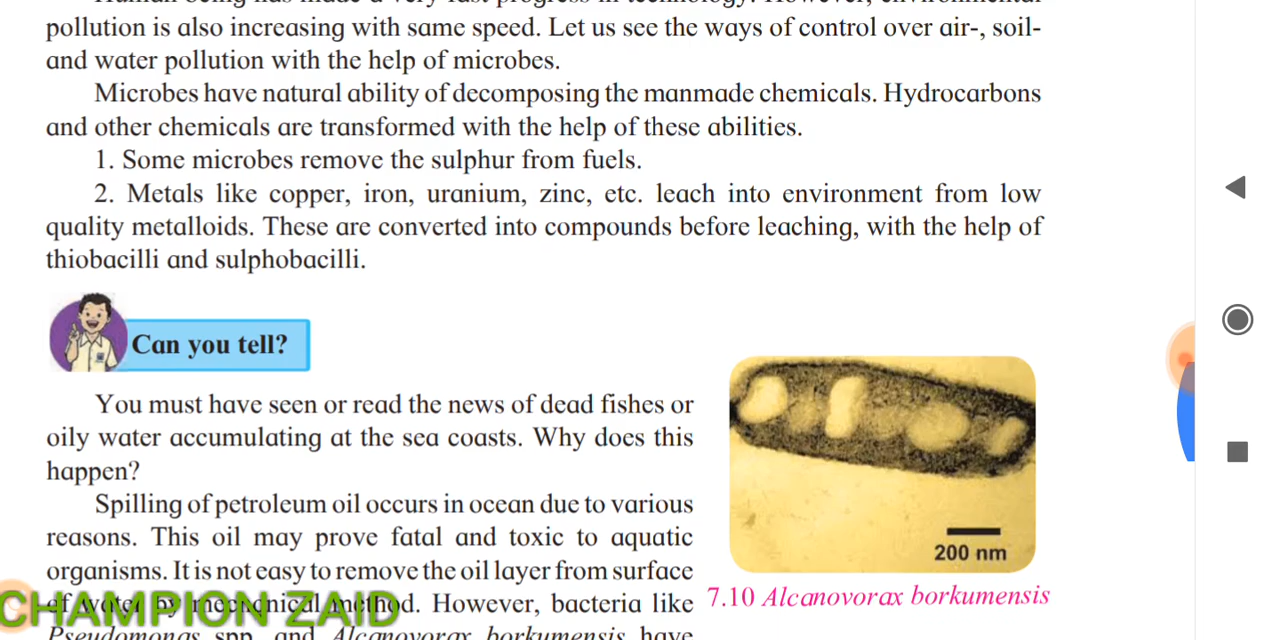 pollution is also increasing with same speed. Let us see the ways of control over air-, soil-
and water pollution with the help of microbes.
Microbes have natural ability of decomposing the manmade chemicals. Hydrocarbons
and other chemicals are transformed with the help of these abilities.
1. Some microbes remove the sulphur from fuels.
2. Metals like copper, iron, uranium, zinc, etc. leach into environment from low
quality metalloids. These are converted into compounds before leaching, with the help of
thiobacilli and sulphobacilli.
Can you tell?
You must have seen or read the news of dead fishes or
oily water accumulating at the sea coasts. Why does this
happen?
Spilling of petroleum oil occurs in ocean due to various
reasons. This oil may prove fatal and toxic to aquatic
organisms. It is not easy to remove the oil layer from surface
of water by mechanical method. However, bacteria like
Pseudomonas spp. and Alcanovorax borkumensis have
200 nm
7.10 Alcanovorax borkumensis
CHAMPION ZAID